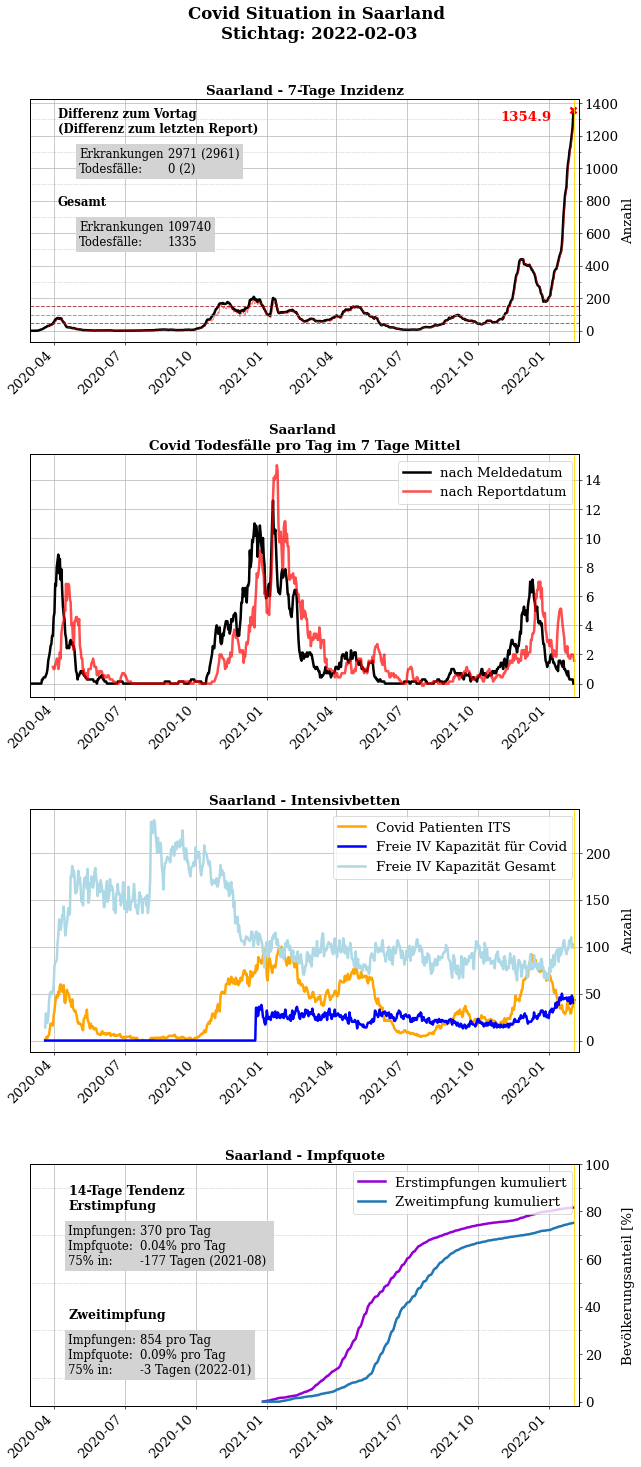 Covid Situation in Saarland
Stichtag: 2022-02-03
Saarland - 7-Tage Inzidenz
Differenz zum Vortag
(Differenz zum letzten Report)
Erkrankungen 2971 (2961)
Todesfälle: 0 (2)
Gesamt
Erkrankungen 109740
Todesfälle: 1335
1354.9
1400
1200
1000
800
600
400
200
0
Anzahl
2020-04
2020-07
2020-10
2021-01
2021-04
2021-07
2021-10
2022-01
Saarland
Covid Todesfälle pro Tag im 7 Tage Mittel
nach Meldedatum
nach Reportdatum
14
12
10
8
6
4
2
0
2020-04
2020-07
2020-10
2021-01
2021-04
2021-07
2021-10
2022-01
Saarland - Intensivbetten
Covid Patienten ITS
Freie IV Kapazität für Covid
Freie IV Kapazität Gesamt
200
150
100
50
0
Anzahl
2020-04
2020-07
2020-10
2021-01
2021-04
2021-07
2021-10
2022-01
Saarland - Impfquote
14-Tage Tendenz
Erstimpfung
Impfungen: 370 pro Tag
Impfquote: 0.04% pro Tag
75% in: -177 Tagen (2021-08)
Zweitimpfung
Impfungen: 854 pro Tag
Impfquote: 0.09% pro Tag
75% in: -3 Tagen (2022-01)
Erstimpfungen kumuliert
Zweitimpfung kumuliert
100
80
60
40
20
0
Bevölkerungsanteil [%]
2020-04
2020-07
2020-10
2021-01
2021-04
2021-07
2021-10
2022-01